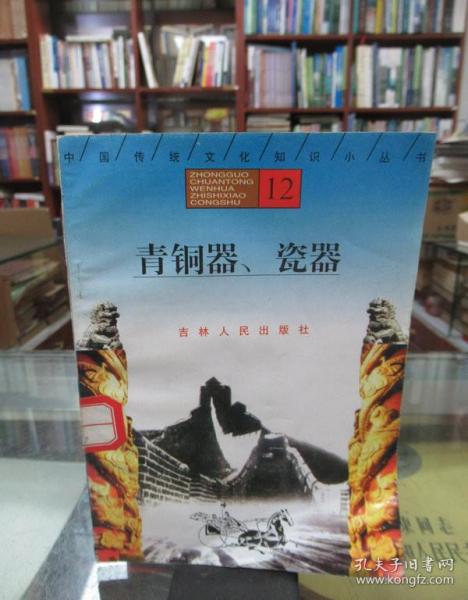 中/国/传/统/文/化/知/识/小/丛/书
ZHONGGUO
CHUANTONG
WENHUA
ZHISHIXIAO
CONGSHU
12
青铜器、瓷器
吉林人民出版社
孔夫子旧书网
www.kongfz.com